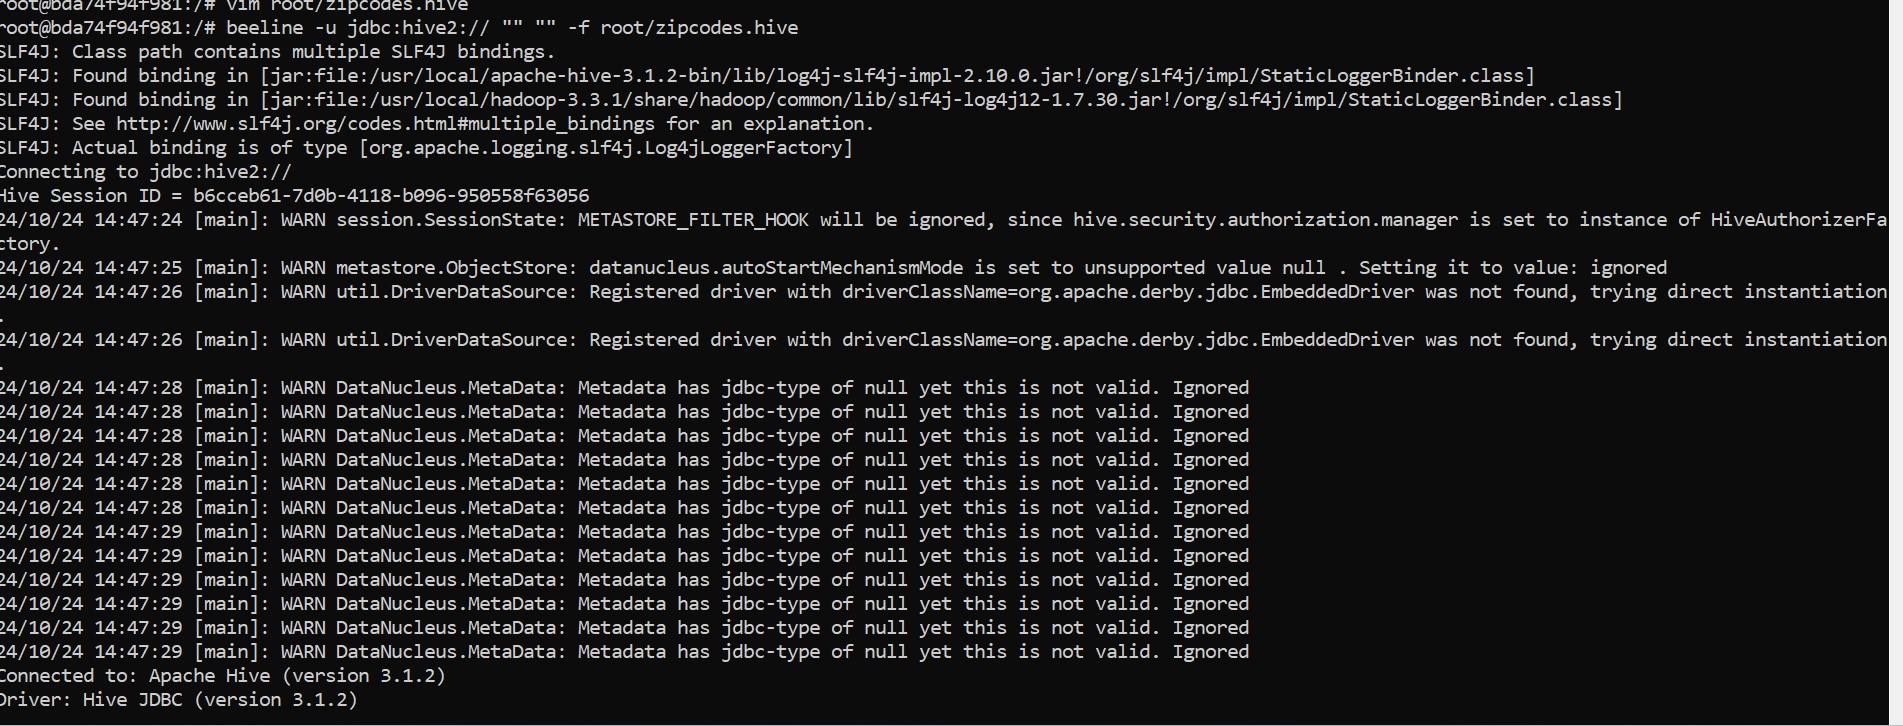 root@bda74f94f981:/# vim root/zipcodes.hive
root@bda74f94f981:/# beeline -u jdbc:hive2:// "" "" -f root/zipcodes.hive
SLF4J: Class path contains multiple SLF4J bindings.
SLF4J: Found binding in [jar:file:/usr/local/apache-hive-3.1.2-bin/lib/log4j-slf4j-impl-2.10.0.jar!/org/slf4j/impl/StaticLoggerBinder.class]
SLF4J: Found binding in [jar:file:/usr/local/hadoop-3.3.1/share/hadoop/common/lib/slf4j-log4j12-1.7.30.jar!/org/slf4j/impl/StaticLoggerBinder.class]
SLF4J: See http://www.slf4j.org/codes.html#multiple_bindings for an explanation.
SLF4J: Actual binding is of type [org.apache.logging.slf4j.Log4jLoggerFactory]
Connecting to jdbc:hive2://
Hive Session ID = b6cceb61-7d0b-4118-b096-950558f63056
24/10/24 14:47:24 [main]: WARN session.SessionState: METASTORE_FILTER_HOOK will be ignored, since hive.security.authorization.manager is set to instance of HiveAuthorizerFa
ctory.
24/10/24 14:47:25 [main]: WARN metastore.ObjectStore: datanucleus.autoStartMechanismMode is set to unsupported value null . Setting it to value: ignored
24/10/24 14:47:26 [main]: WARN util.DriverDataSource: Registered driver with driverClassName=org.apache.derby.jdbc.EmbeddedDriver was not found, trying direct instantiation
.
24/10/24 14:47:26 [main]: WARN util.DriverDataSource: Registered driver with driverClassName=org.apache.derby.jdbc.EmbeddedDriver was not found, trying direct instantiation
.
24/10/24 14:47:28 [main]: WARN DataNucleus.MetaData: Metadata has jdbc-type of null yet this is not valid. Ignored
24/10/24 14:47:28 [main]: WARN DataNucleus.MetaData: Metadata has jdbc-type of null yet this is not valid. Ignored
24/10/24 14:47:28 [main]: WARN DataNucleus.MetaData: Metadata has jdbc-type of null yet this is not valid. Ignored
24/10/24 14:47:28 [main]: WARN DataNucleus.MetaData: Metadata has jdbc-type of null yet this is not valid. Ignored
24/10/24 14:47:28 [main]: WARN DataNucleus.MetaData: Metadata has jdbc-type of null yet this is not valid. Ignored
24/10/24 14:47:28 [main]: WARN DataNucleus.MetaData: Metadata has jdbc-type of null yet this is not valid. Ignored
24/10/24 14:47:29 [main]: WARN DataNucleus.MetaData: Metadata has jdbc-type of null yet this is not valid. Ignored
24/10/24 14:47:29 [main]: WARN DataNucleus.MetaData: Metadata has jdbc-type of null yet this is not valid. Ignored
24/10/24 14:47:29 [main]: WARN DataNucleus.MetaData: Metadata has jdbc-type of null yet this is not valid. Ignored
24/10/24 14:47:29 [main]: WARN DataNucleus.MetaData: Metadata has jdbc-type of null yet this is not valid. Ignored
24/10/24 14:47:29 [main]: WARN DataNucleus.MetaData: Metadata has jdbc-type of null yet this is not valid. Ignored
24/10/24 14:47:29 [main]: WARN DataNucleus.MetaData: Metadata has jdbc-type of null yet this is not valid. Ignored
Connected to: Apache Hive (version 3.1.2)
Driver: Hive JDBC (version 3.1.2)